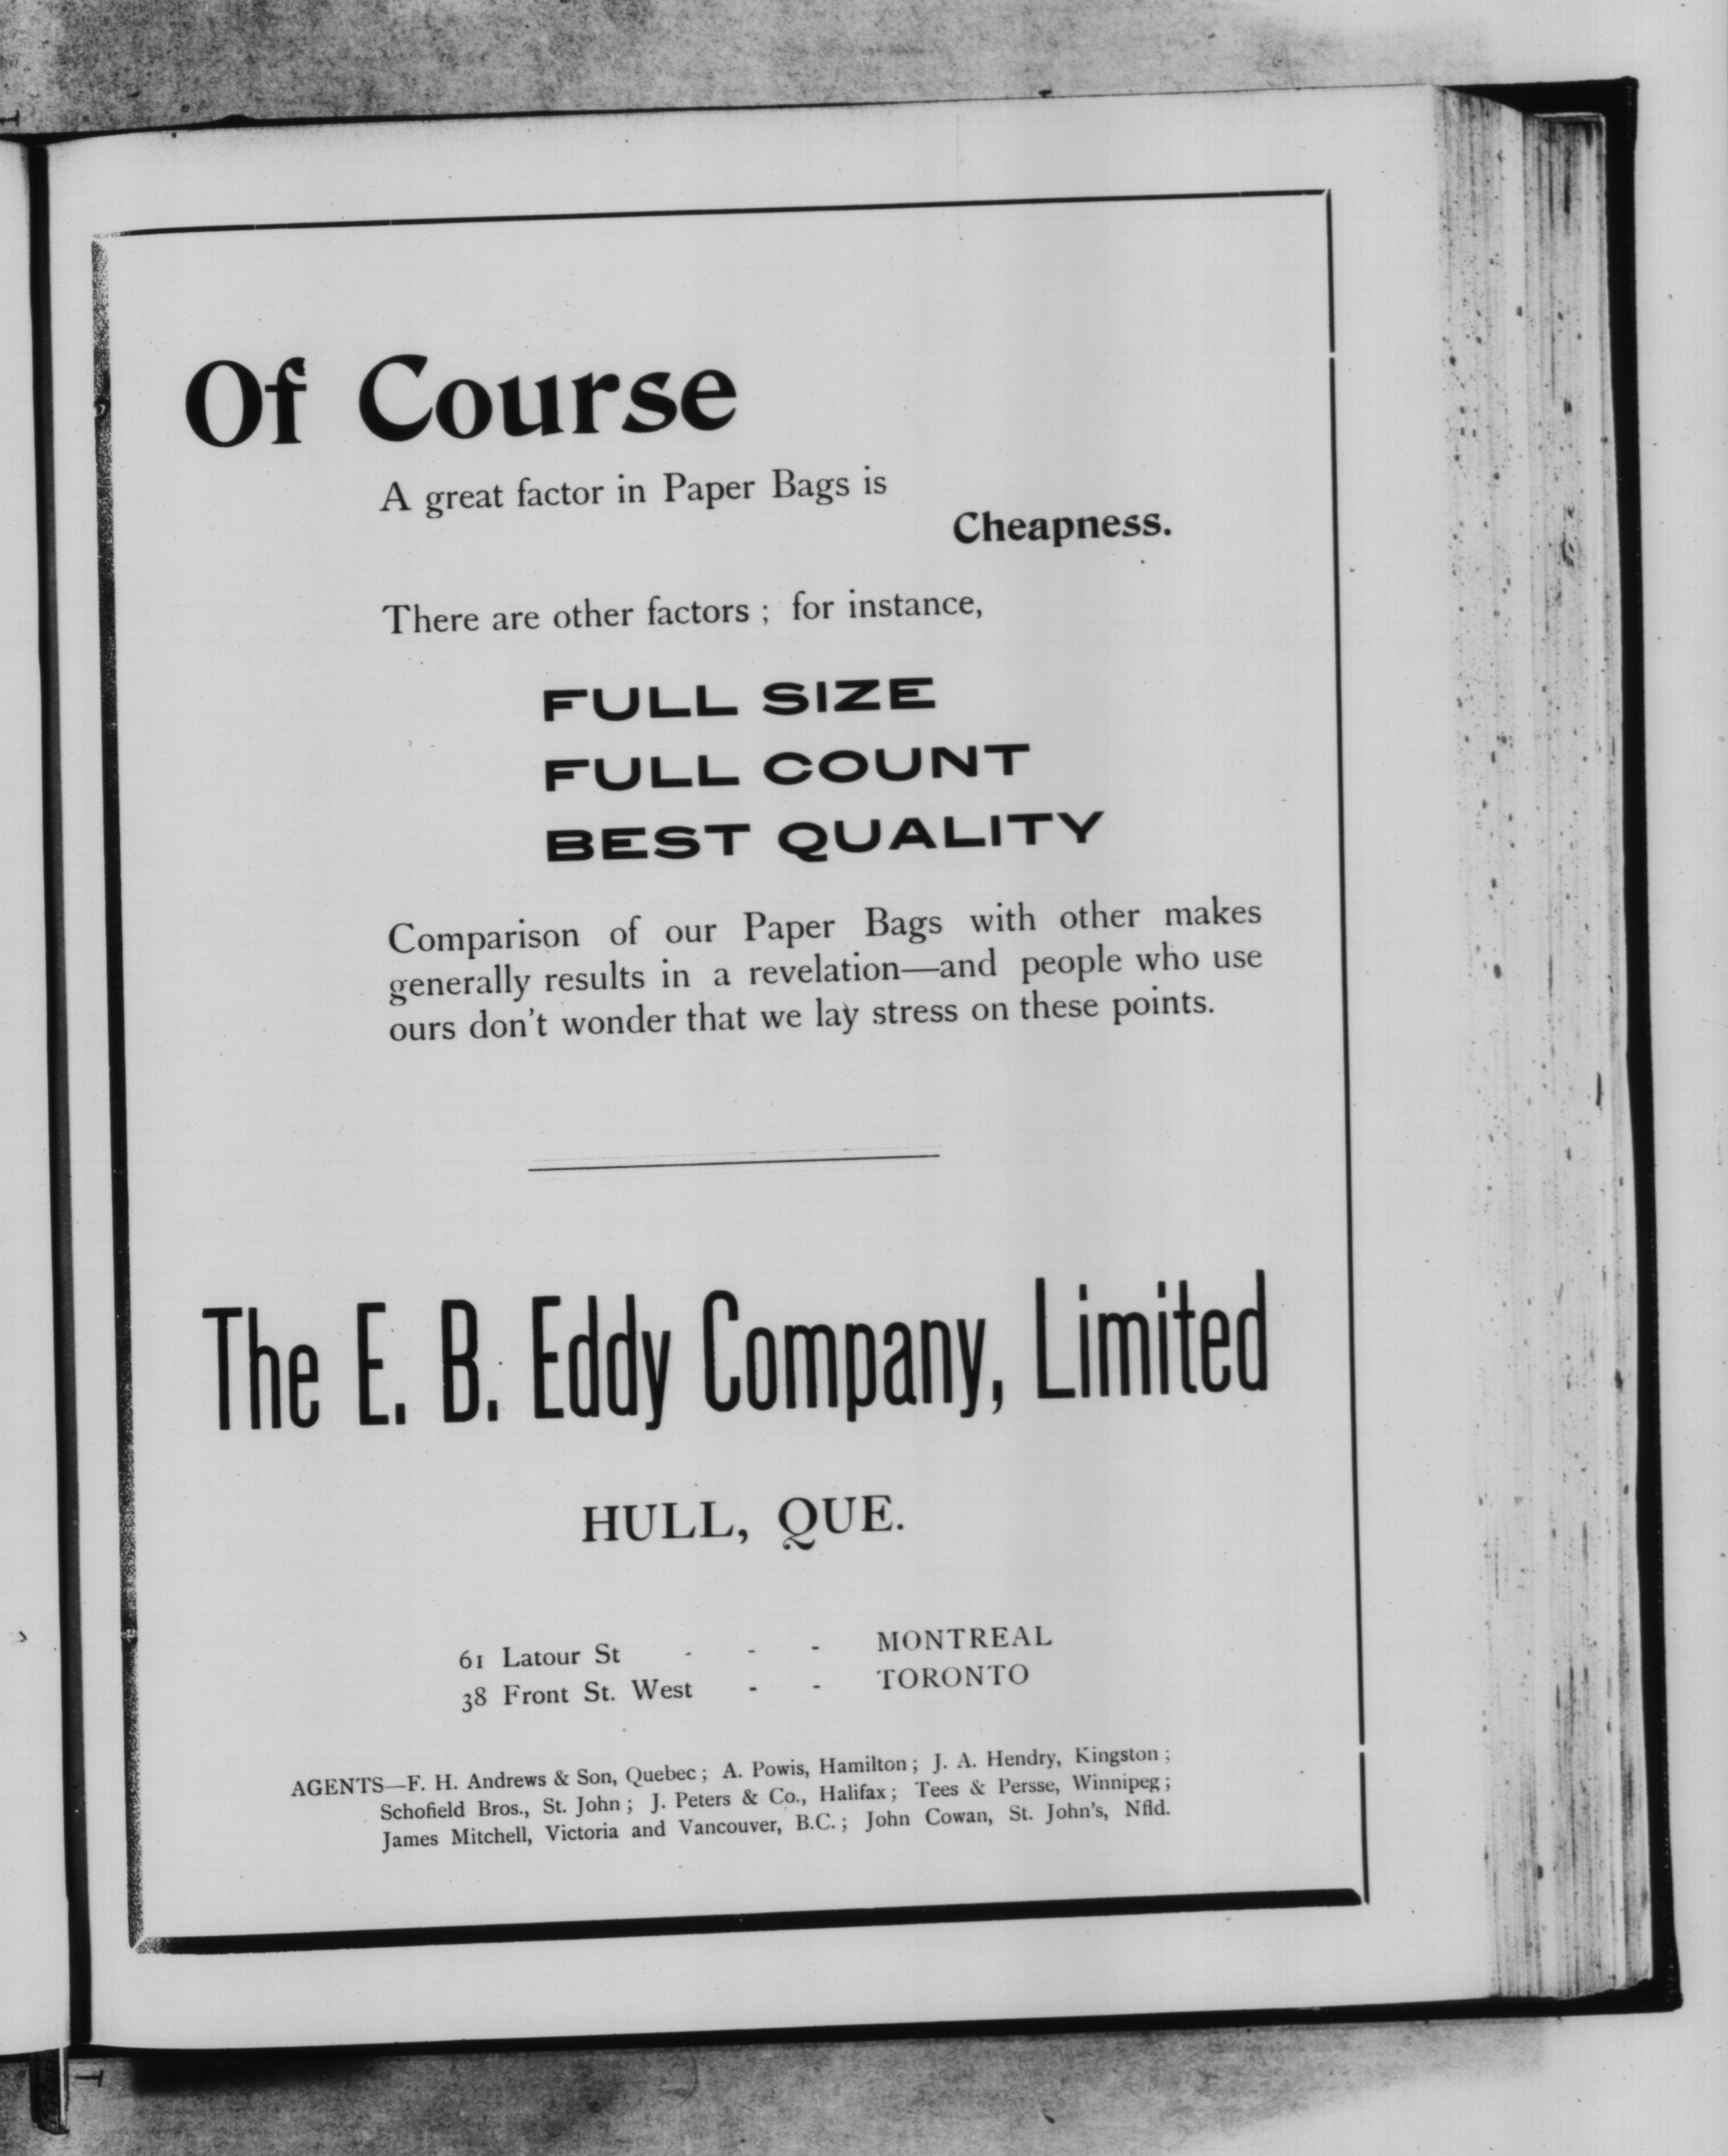 Of Course
A great factor in Paper Bags is
Cheapness.
There are other factors ; for instance,
FULL SIZE
FULL COUNT
BEST QUALITY
Comparison of our Paper Bags with other makes
generally results in a revelation—and people who use
ours don't wonder that we lay stress on these points.
The E. B. Eddy Company, Limited
HULL, QUE.
61 Latour St - - - MONTREAL
38 Front St. West - - TORONTO
AGENTS—F. H. Andrews & Son, Quebec ; A. Powis, Hamilton ; J. A. Hendry, Kingston ;
Schofield Bros., St. John ; J. Peters & Co., Halifax ; Tees & Persse, Winnipeg ;
James Mitchell, Victoria and Vancouver, B.C. ; John Cowan, St. John's, Nfld.